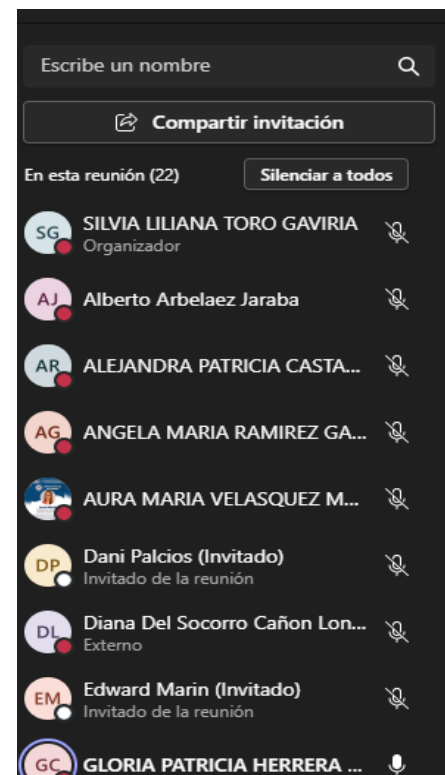 Escribe un nombre
Compartir invitación
En esta reunión (22) Silenciar a todos
SG SILVIA LILIANA TORO GAVIRIA
Organizador
AJ Alberto Arbelaez Jaraba
AR ALEJANDRA PATRICIA CASTA...
AG ANGELA MARIA RAMIREZ GA...
AURA MARIA VELASQUEZ M...
DP Dani Palcios (Invitado)
Invitado de la reunión
DL Diana Del Socorro Cañon Lon...
Externo
EM Edward Marin (Invitado)
Invitado de la reunión
GC GLORIA PATRICIA HERRERA ...